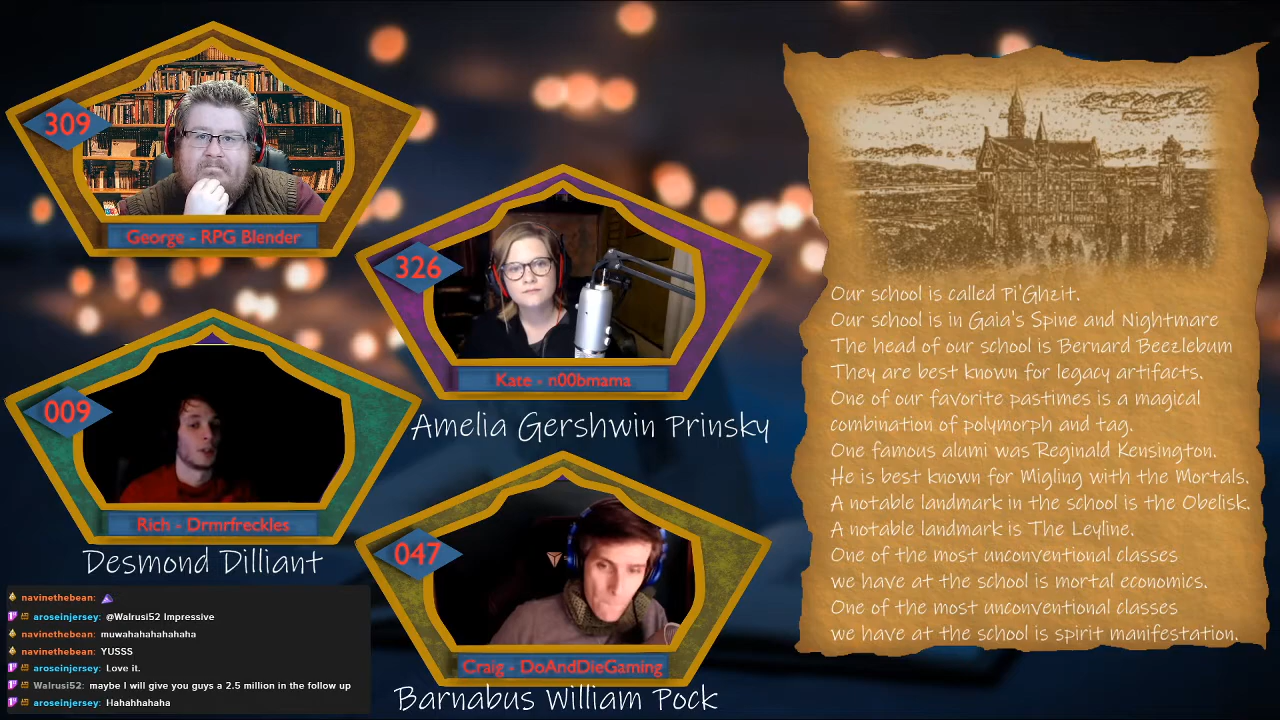 309
George - RPG Blender
326
Kate - n00bmama
Amelia Gershwin Prinsky
009
Rich - Drmrfreckles
Desmond Dilliant
047
Craig - DoAndDieGaming
Barnabus William Pock
navinethebean:
aroseinjersey: @Walrusi52 Impressive
navinethebean: muwahahahahahaha
navinethebean: YUSSS
aroseinjersey: Love it.
Walrusi52: maybe I will give you guys a 2.5 million in the follow up
aroseinjersey: Hahahhahaha
Our school is called Pi'Ghzit.
Our school is in Gaia's Spine and Nightmare
The head of our school is Bernard Beezlebum
They are best known for legacy artifacts.
One of our favorite pastimes is a magical
combination of polymorph and tag.
One famous alumi was Reginald Kensington.
He is best known for Migling with the Mortals.
A notable landmark in the school is the Obelisk.
A notable landmark is The Leyline.
One of the most unconventional classes
we have at the school is mortal economics.
One of the most unconventional classes
we have at the school is spirit manifestation.